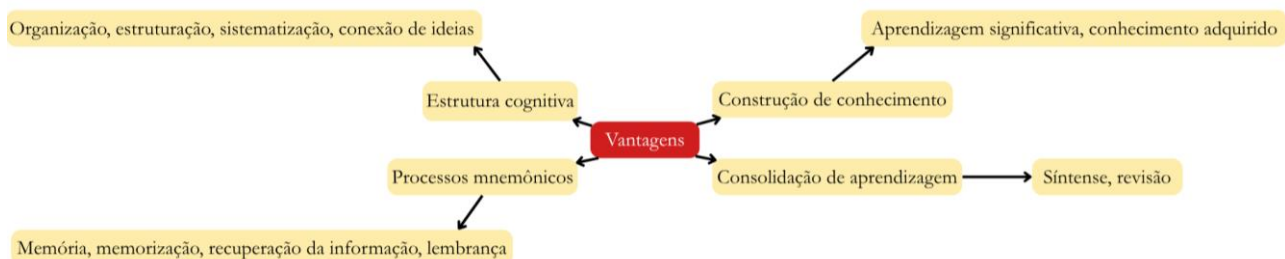 Organização, estruturação, sistematização, conexão de ideias
Aprendizagem significativa, conhecimento adquirido
Estrutura cognitiva
Construção de conhecimento
Vantagens
Processos mnemônicos
Consolidação de aprendizagem
Síntense, revisão
Memória, memorização, recuperação da informação, lembrança